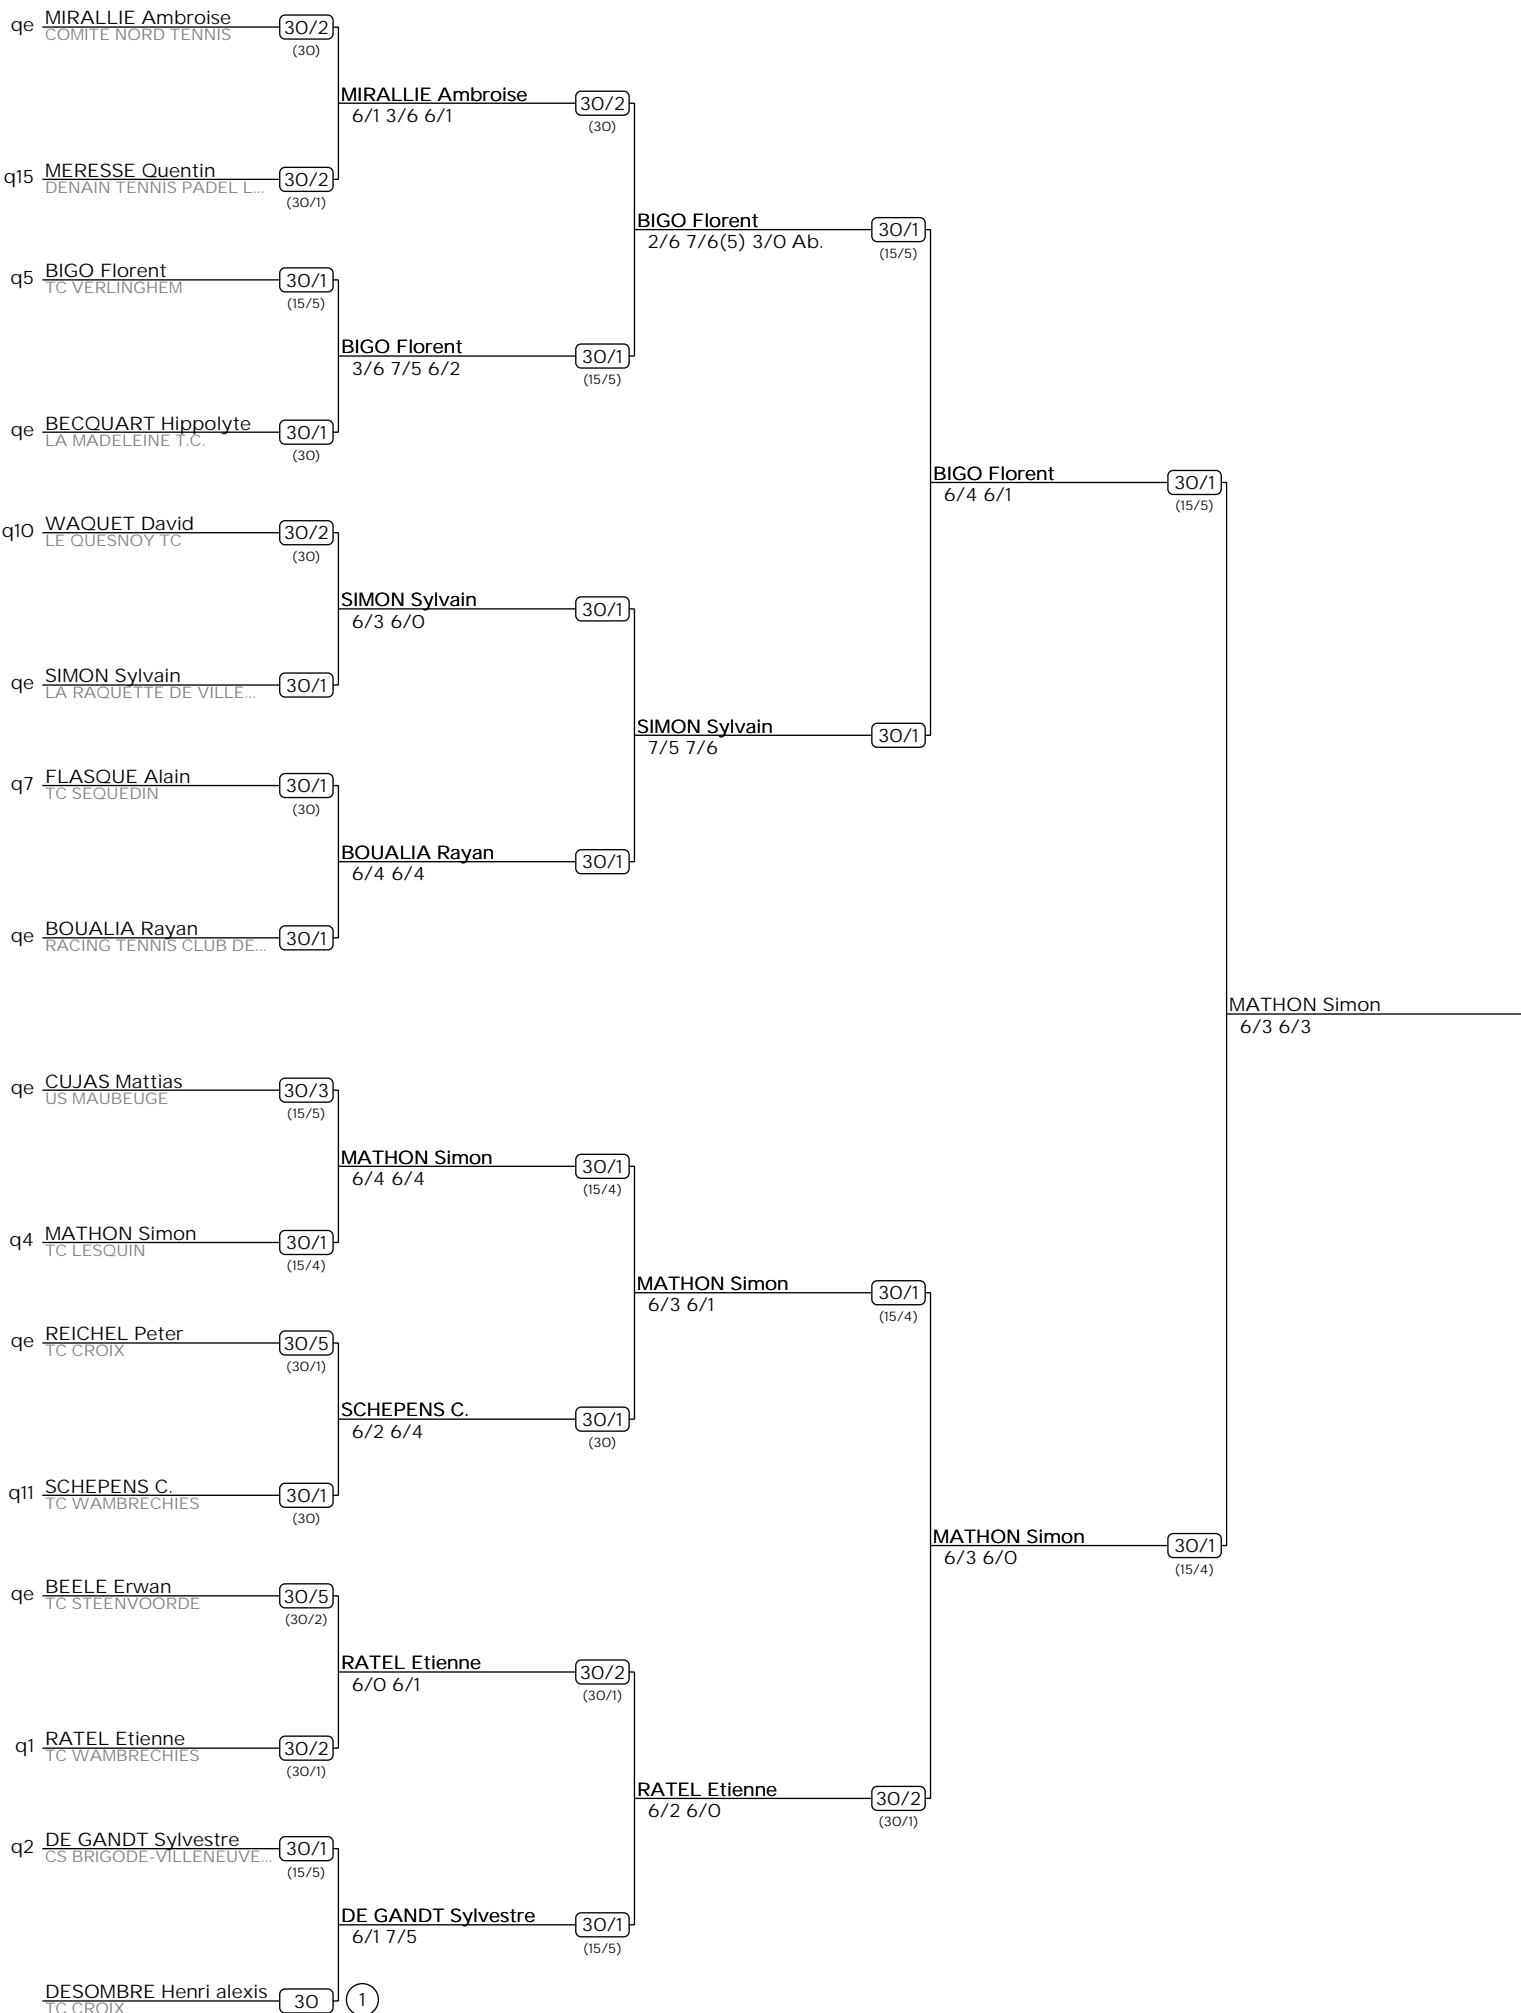 qe MIRALLIE Ambroise 30/2
COMITE NORD TENNIS
(30)
MIRALLIE Ambroise 30/2
6/1 3/6 6/1
(30)
q15 MERESSE Quentin 30/2
DENAIN TENNIS PADEL L...
(30/1)
BIGO Florent 30/1
2/6 7/6(5) 3/0 Ab.
(15/5)
q5 BIGO Florent 30/1
TC VERLINGHEM
(15/5)
BIGO Florent 30/1
3/6 7/5 6/2
(15/5)
qe BECQUART Hippolyte 30/1
LA MADELEINE T.C.
(30)
BIGO Florent 30/1
6/4 6/1
(15/5)
q10 WAQUET David 30/2
LE QUESNOY TC
(30)
SIMON Sylvain 30/1
6/3 6/0
qe SIMON Sylvain 30/1
LA RAQUETTE DE VILLE...
SIMON Sylvain 30/1
7/5 7/6
q7 FLASQUE Alain 30/1
TC SEQUEDIN
(30)
BOUALIA Rayan 30/1
6/4 6/4
qe BOUALIA Rayan 30/1
RACING TENNIS CLUB DE...
MATHON Simon
6/3 6/3
qe CUJAS Mattias 30/3
US MAUBEUGE
(15/5)
MATHON Simon 30/1
6/4 6/4
(15/4)
q4 MATHON Simon 30/1
TC LESQUIN
(15/4)
MATHON Simon 30/1
6/3 6/1
(15/4)
qe REICHEL Peter 30/5
TC CROIX
(30/1)
SCHEPENS C. 30/1
6/2 6/4
(30)
q11 SCHEPENS C. 30/1
TC WAMBRECHIES
(30)
MATHON Simon 30/1
6/3 6/0
(15/4)
qe BEELE Erwan 30/5
TC STEENVOORDE
(30/2)
RATEL Etienne 30/2
6/0 6/1
(30/1)
q1 RATEL Etienne 30/2
TC WAMBRECHIES
(30/1)
RATEL Etienne 30/2
6/2 6/0
(30/1)
q2 DE GANDT Sylvestre 30/1
CS BRIGODE-VILLENEUVE...
(15/5)
DE GANDT Sylvestre 30/1
6/1 7/5
(15/5)
DESOMBRE Henri alexis 30 1
TC CROIX